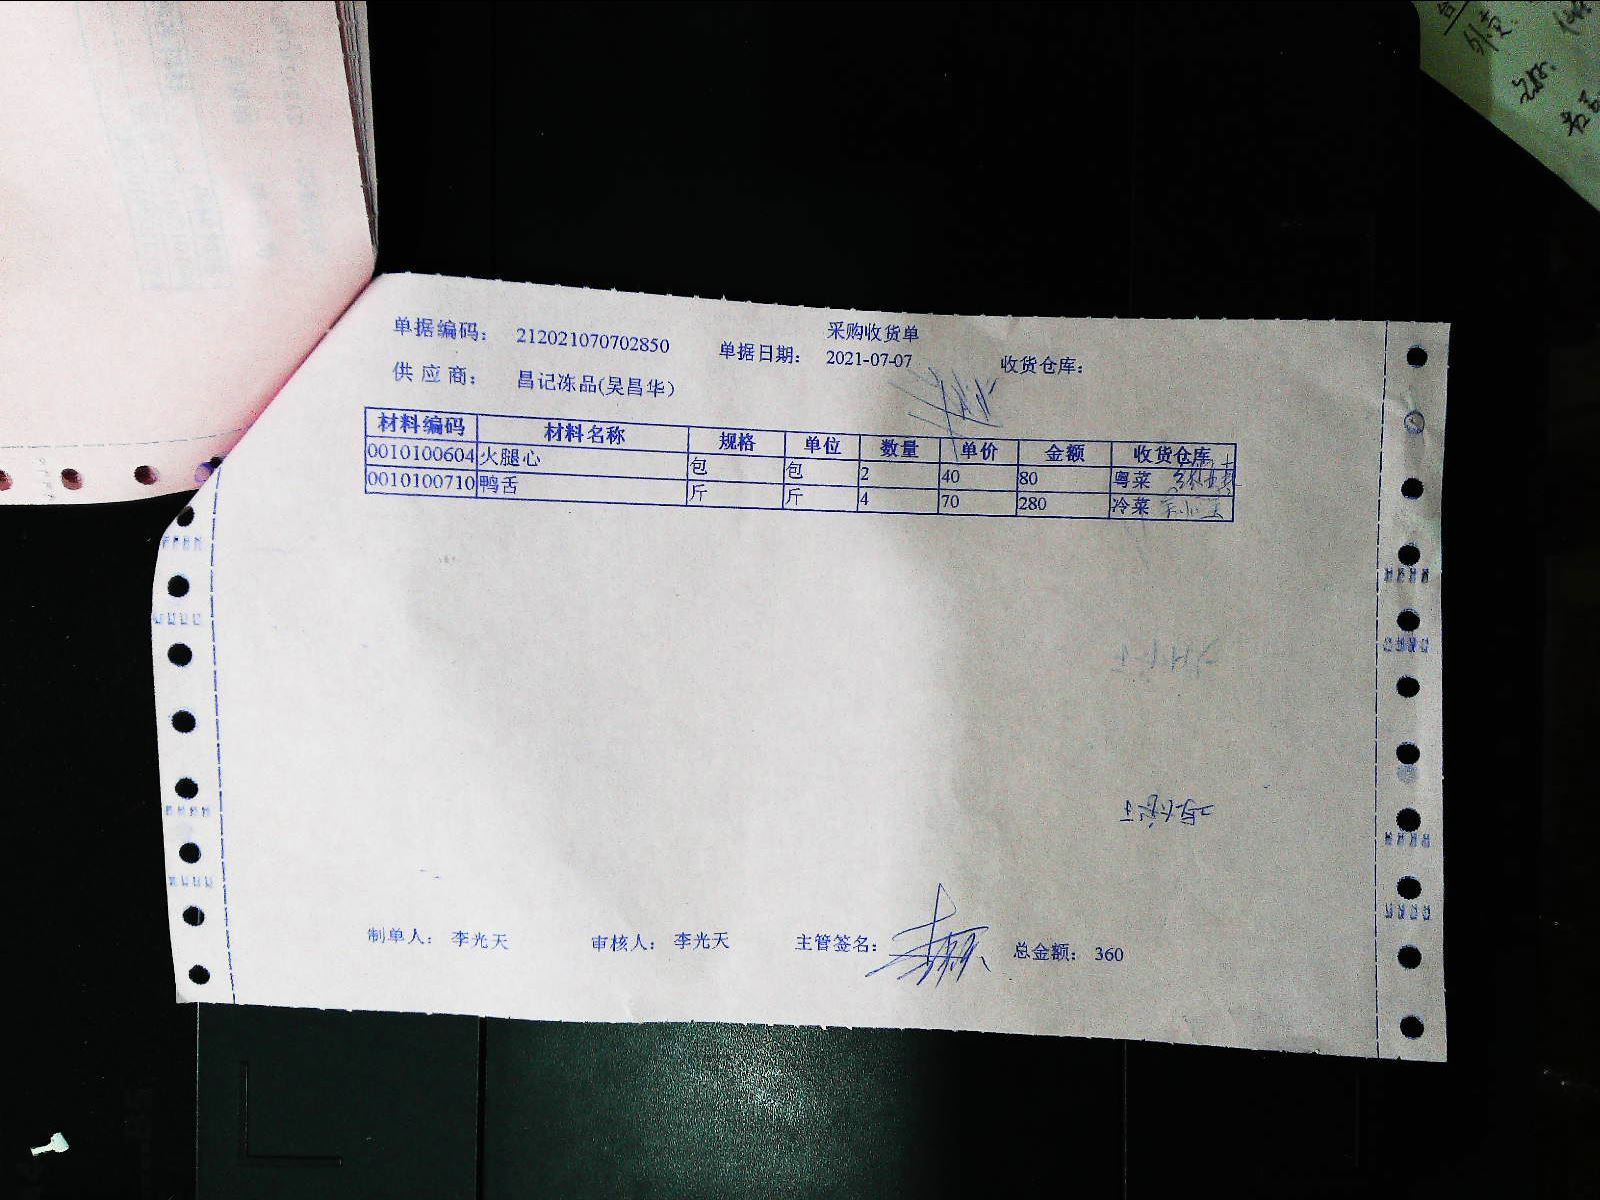 采购收货单
单据编码： 212021070702850 单据日期： 2021-07-07 收货仓库：
供应商： 昌记冻品(吴昌华)
材料编码 材料名称 规格 单位 数量 单价 金额 收货仓库
0010100604 火腿心 包 包 2 40 80 粤菜
0010100710 鸭舌 斤 斤 4 70 280 冷菜
制单人： 李光天 审核人： 李光天 主管签名： 总金额： 360